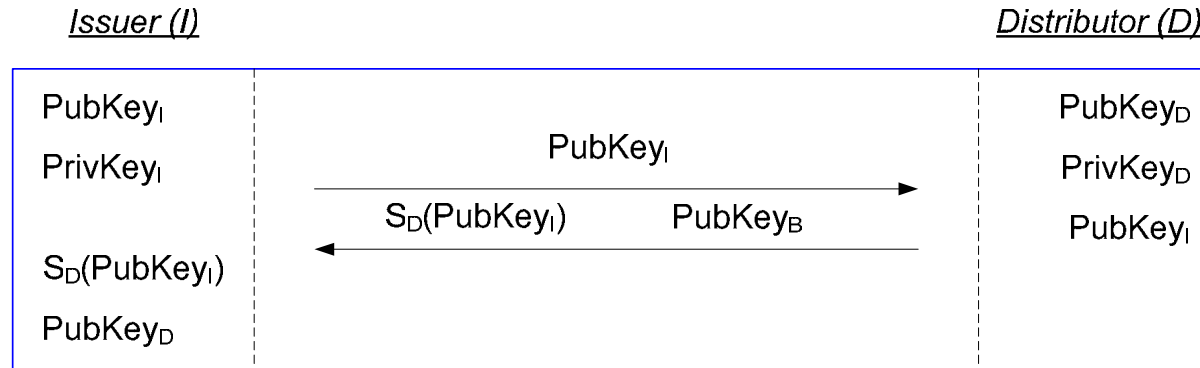 Issuer (I) Distributor (D)
PubKeyI PubKeyD
PubKeyI
PrivKeyI PrivKeyD
SD(PubKeyI) PubKeyB
PubKeyI
SD(PubKeyI)
PubKeyD